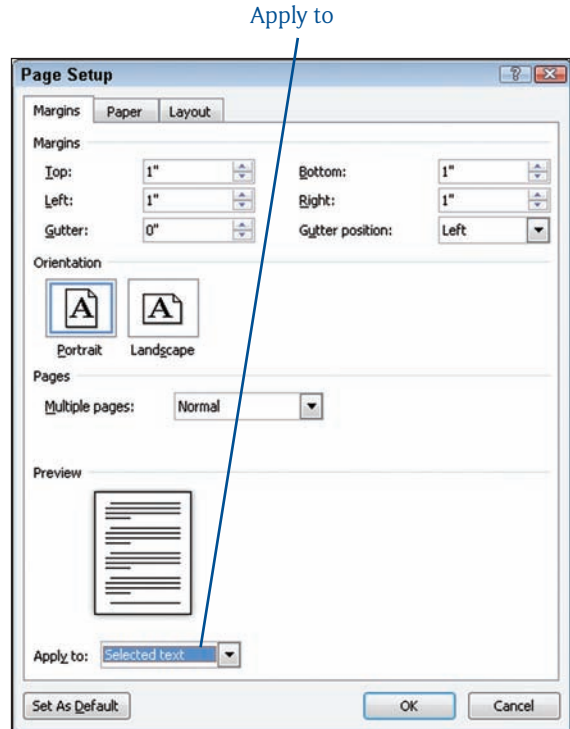 Apply to
Page Setup
Margins Paper Layout
Margins
Top: 1" Bottom: 1"
Left: 1" Right: 1"
Gutter: 0" Gutter position: Left
Orientation
A A
Portrait Landscape
Pages
Multiple pages: Normal
Preview
Apply to: Selected text
Set As Default OK Cancel